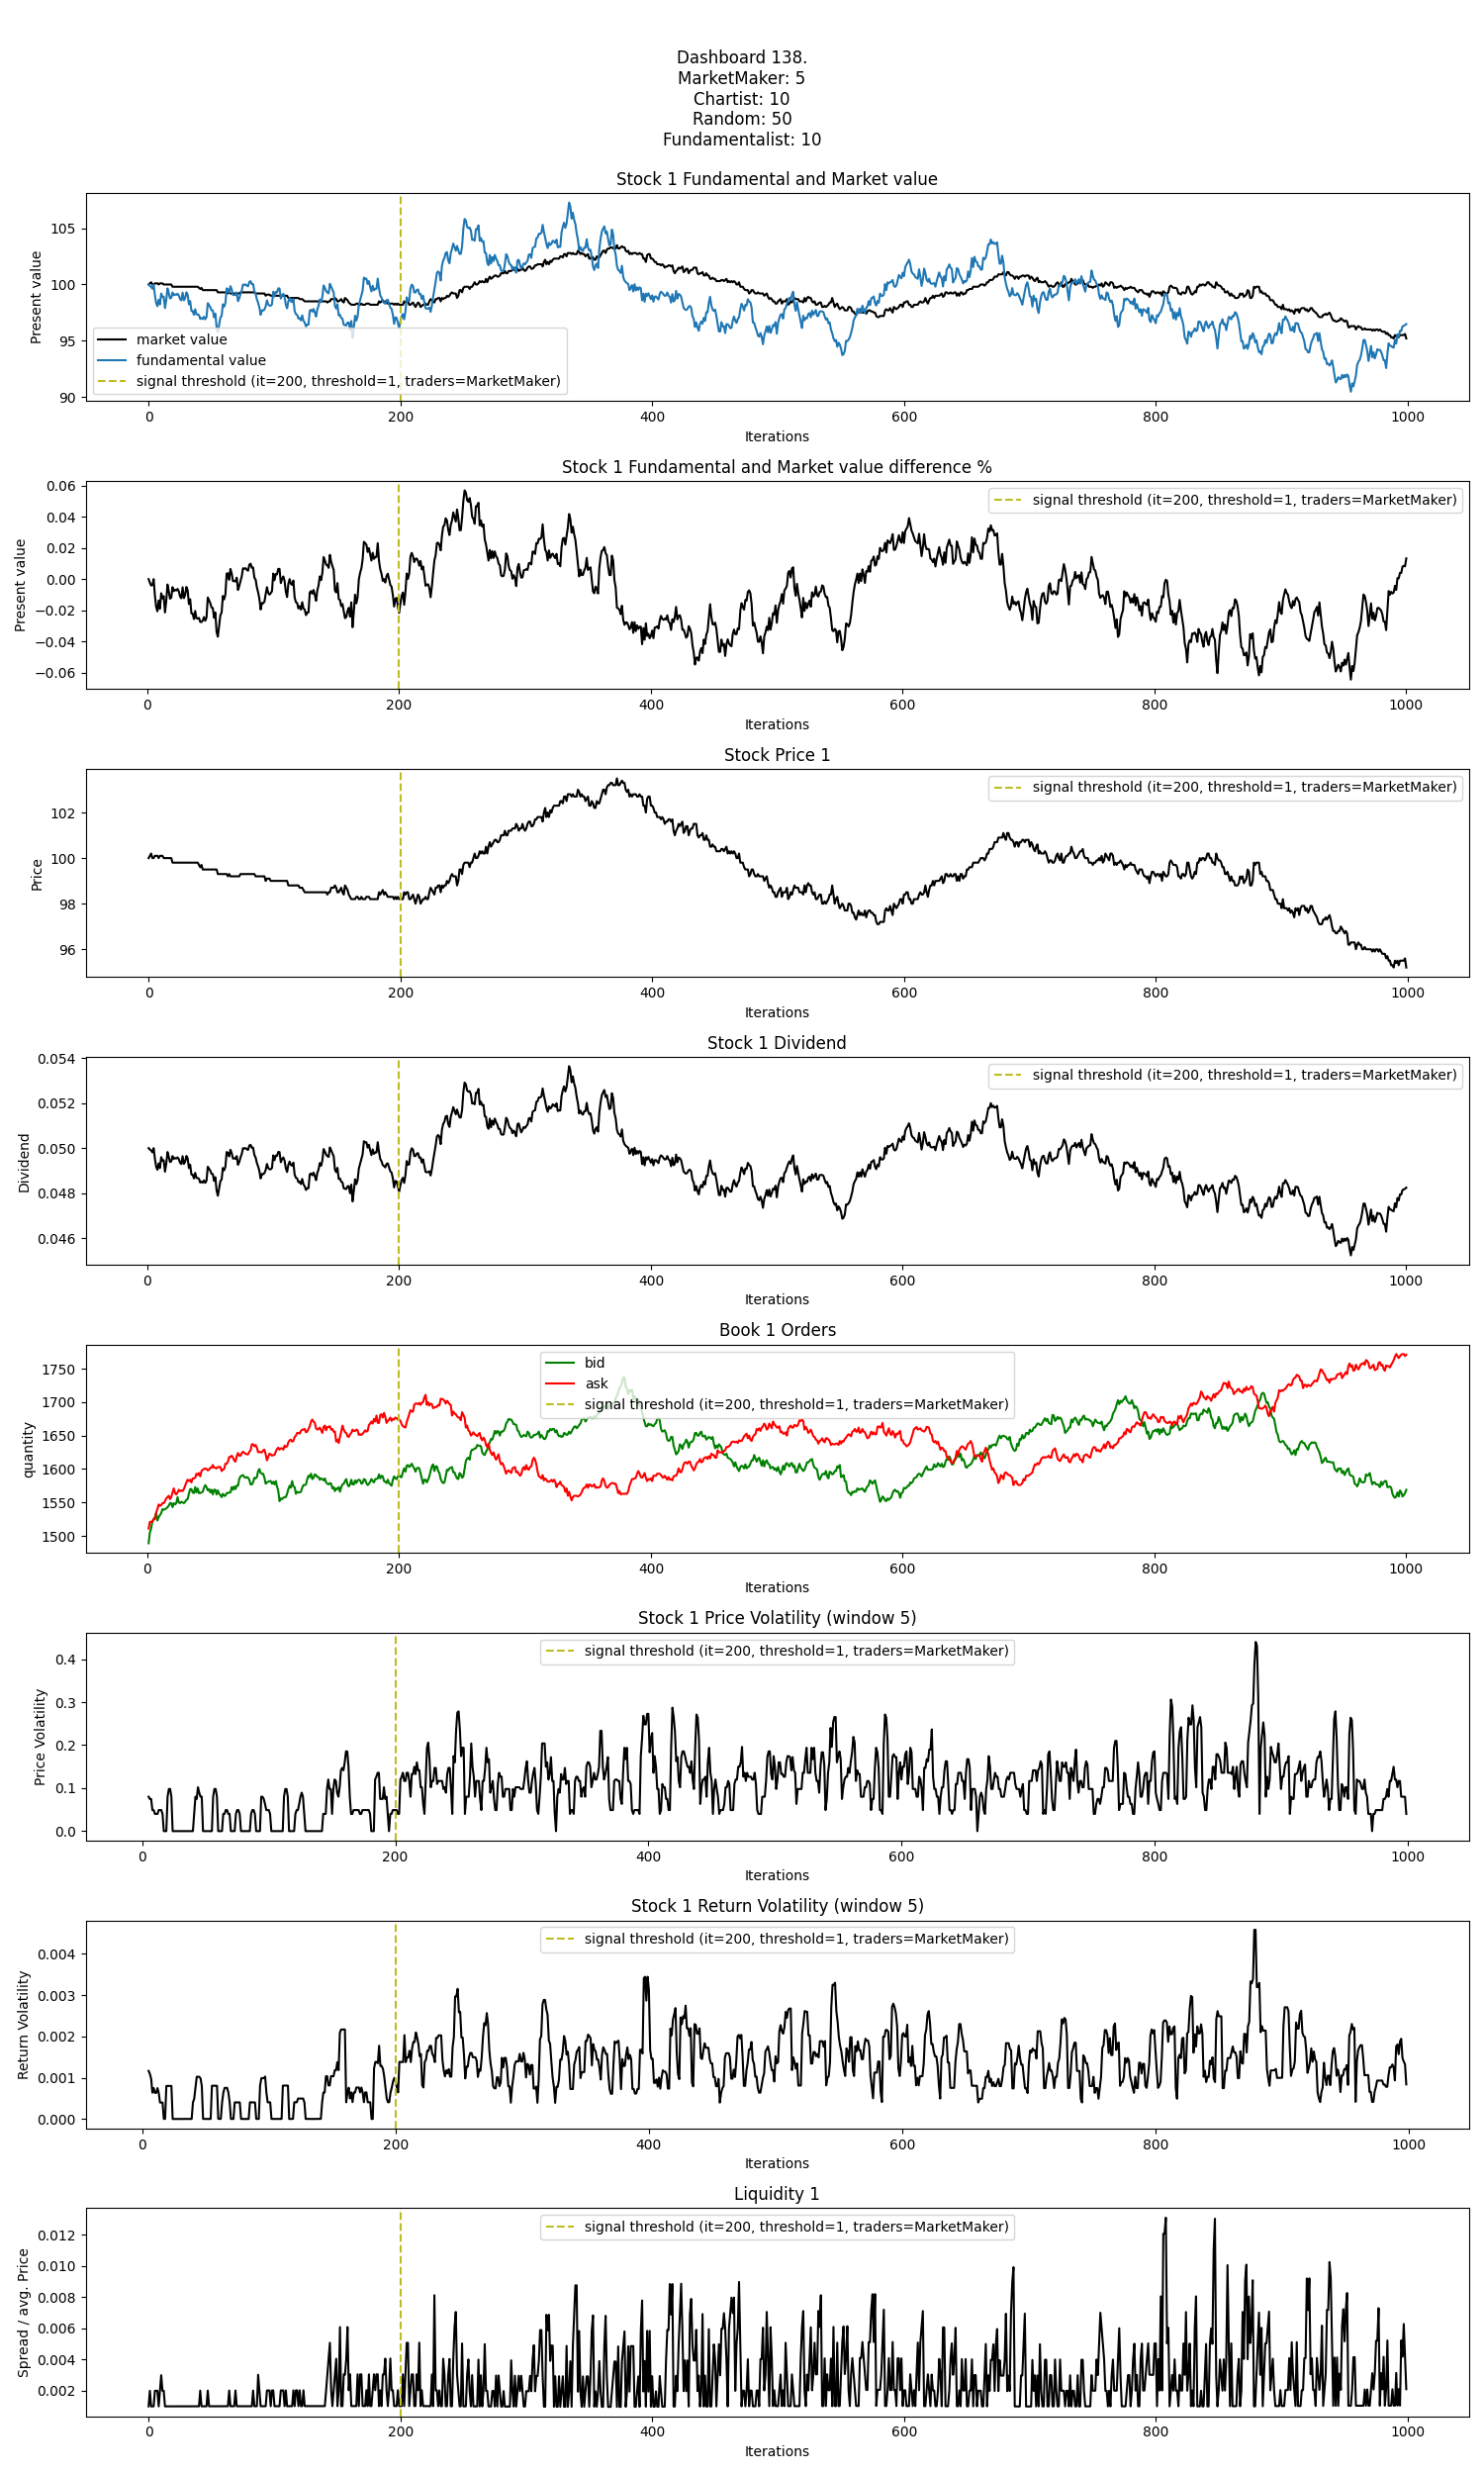 Dashboard 138.
MarketMaker: 5
Chartist: 10
Random: 50
Fundamentalist: 10
Stock 1 Fundamental and Market value
Present value
105
100
95
90
market value
fundamental value
signal threshold (it=200, threshold=1, traders=MarketMaker)
0 200 400 600 800 1000
Iterations
Stock 1 Fundamental and Market value difference %
Present value
0.06
0.04
0.02
0.00
−0.02
−0.04
−0.06
signal threshold (it=200, threshold=1, traders=MarketMaker)
0 200 400 600 800 1000
Iterations
Stock Price 1
Price
102
100
98
96
signal threshold (it=200, threshold=1, traders=MarketMaker)
0 200 400 600 800 1000
Iterations
Stock 1 Dividend
Dividend
0.054
0.052
0.050
0.048
0.046
signal threshold (it=200, threshold=1, traders=MarketMaker)
0 200 400 600 800 1000
Iterations
Book 1 Orders
quantity
1750
1700
1650
1600
1550
1500
bid
ask
signal threshold (it=200, threshold=1, traders=MarketMaker)
0 200 400 600 800 1000
Iterations
Stock 1 Price Volatility (window 5)
Price Volatility
0.4
0.3
0.2
0.1
0.0
signal threshold (it=200, threshold=1, traders=MarketMaker)
0 200 400 600 800 1000
Iterations
Stock 1 Return Volatility (window 5)
Return Volatility
0.004
0.003
0.002
0.001
0.000
signal threshold (it=200, threshold=1, traders=MarketMaker)
0 200 400 600 800 1000
Iterations
Liquidity 1
Spread / avg. Price
0.012
0.010
0.008
0.006
0.004
0.002
signal threshold (it=200, threshold=1, traders=MarketMaker)
0 200 400 600 800 1000
Iterations